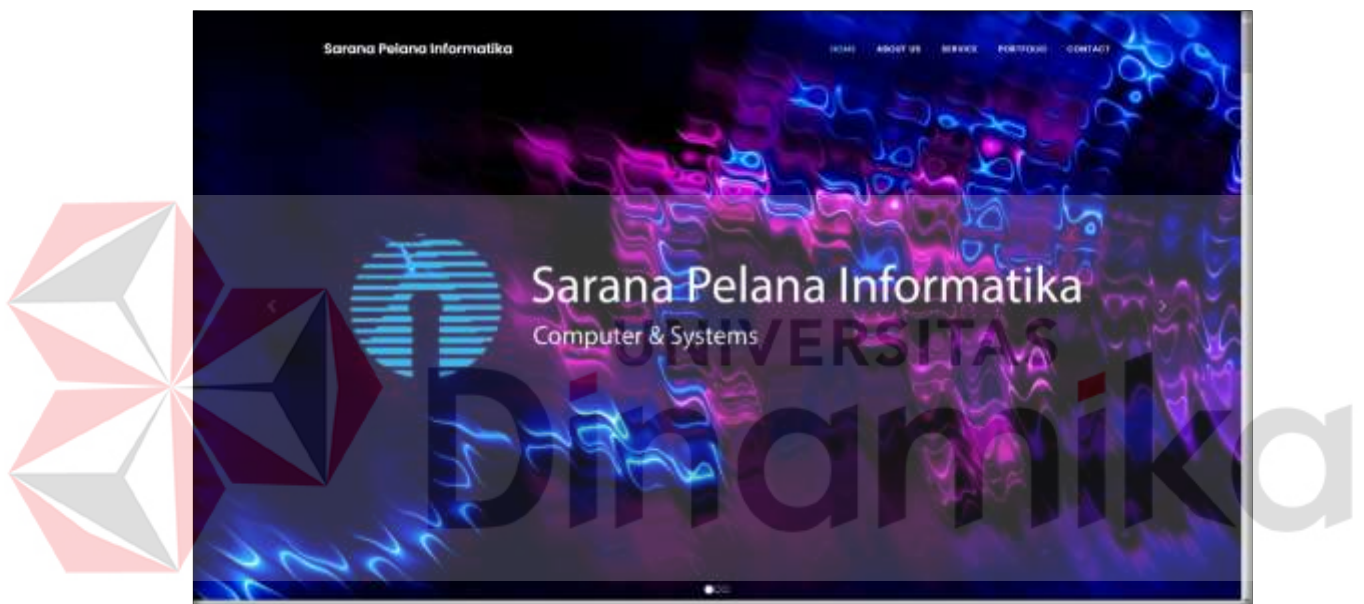 Sarana Pelana Informatika
HOME ABOUT US SERVICE PORTFOLIO CONTACT
Sarana Pelana Informatika
Computer & Systems
UNIVERSITAS
Dinamika